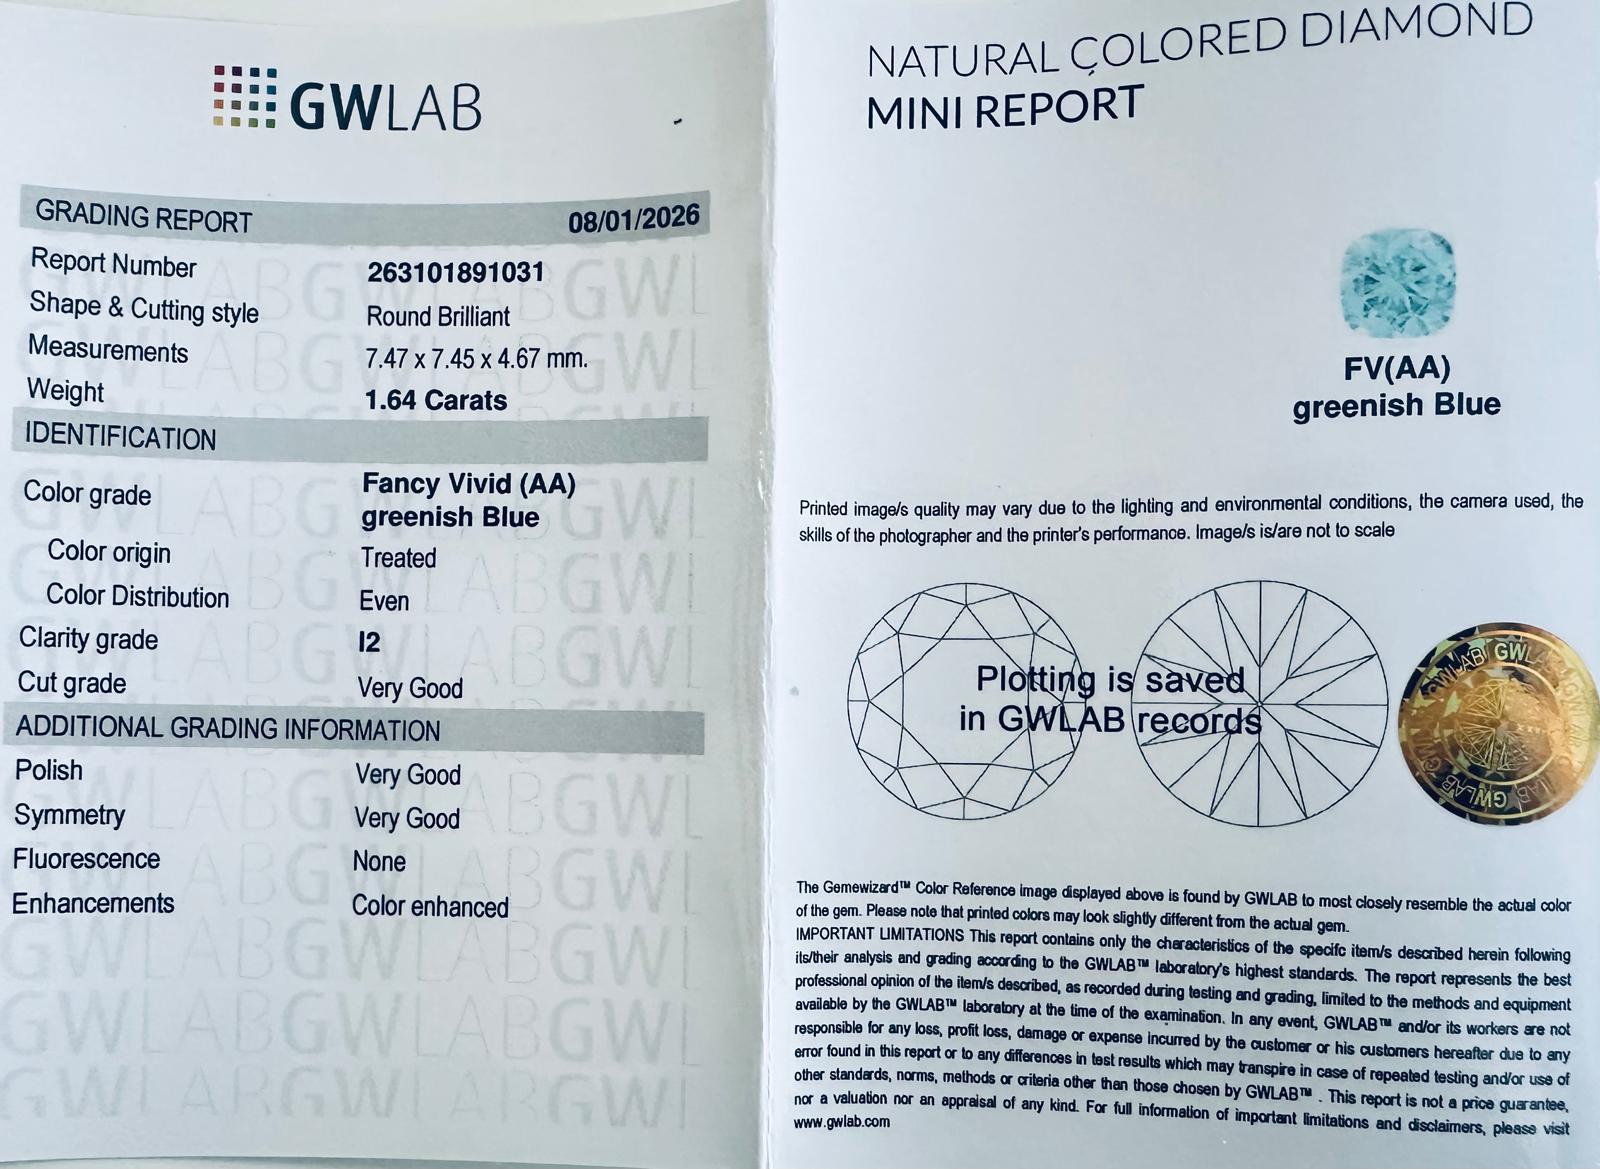 GWLAB
GRADING REPORT 08/01/2026
Report Number 263101891031
Shape & Cutting style Round Brilliant
Measurements 7.47 x 7.45 x 4.67 mm.
Weight 1.64 Carats
IDENTIFICATION
Color grade Fancy Vivid (AA)
greenish Blue
Color origin Treated
Color Distribution Even
Clarity grade I2
Cut grade Very Good
ADDITIONAL GRADING INFORMATION
Polish Very Good
Symmetry Very Good
Fluorescence None
Enhancements Color enhanced
NATURAL COLORED DIAMOND
MINI REPORT
FV(AA)
greenish Blue
Printed image/s quality may vary due to the lighting and environmental conditions, the camera used, the
skills of the photographer and the printer's performance. Image/s is/are not to scale
Plotting is saved
in GWLAB records
GWLAB GWLAB GWLAB
The Gemewizard™ Color Reference image displayed above is found by GWLAB to most closely resemble the actual color
of the gem. Please note that printed colors may look slightly different from the actual gem.
IMPORTANT LIMITATIONS This report contains only the characteristics of the specifc item/s described herein following
its/their analysis and grading according to the GWLAB™ laboratory's highest standards. The report represents the best
professional opinion of the item/s described, as recorded during testing and grading, limited to the methods and equipment
available by the GWLAB™ laboratory at the time of the examination. In any event, GWLAB™ and/or its workers are not
responsible for any loss, profit loss, damage or expense incurred by the customer or his customers hereafter due to any
error found in this report or to any differences in test results which may transpire in case of repeated testing and/or use of
other standards, norms, methods or criteria other than those chosen by GWLAB™ . This report is not a price guarantee,
nor a valuation nor an appraisal of any kind. For full information of important limitations and disclaimers, please visit
www.gwlab.com